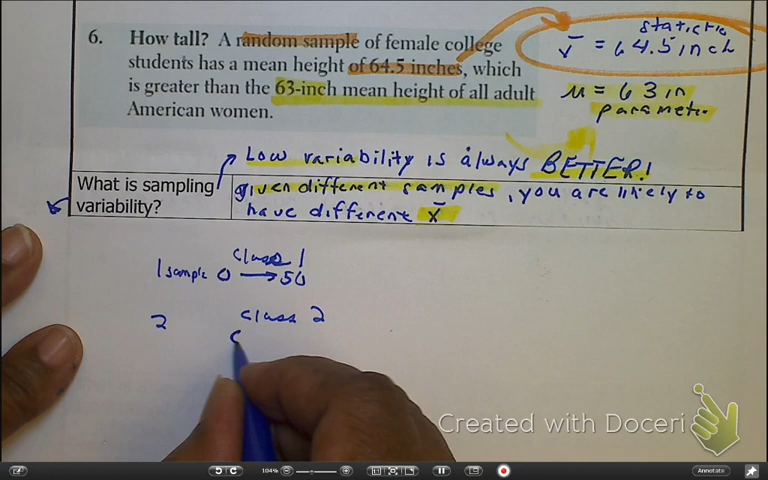 6. How tall? A random sample of female college
students has a mean height of 64.5 inches, which
is greater than the 63-inch mean height of all adult
American women.
statistic
x̄ = 64.5 inch
μ = 63 in
parameter
Low variability is always BETTER!
What is sampling
variability?
given different samples, you are likely to
have different x̄
Class 1
1 sample 0 → 50
2 Class 2
Created with Doceri
104%
Annotate